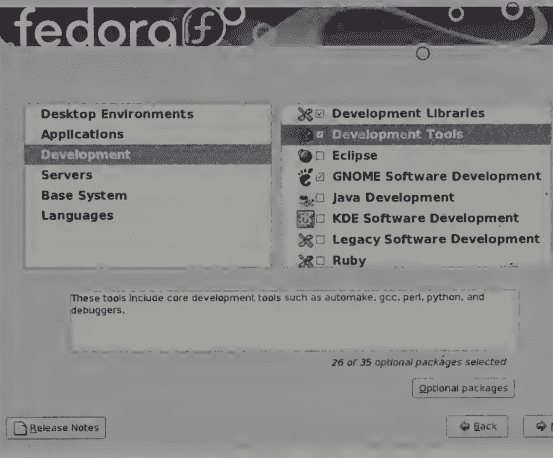 fedora f
Desktop Environments
Applications
Development
Servers
Base System
Languages
Development Libraries
Development Tools
Eclipse
GNOME Software Development
Java Development
KDE Software Development
Legacy Software Development
Ruby
These tools include core development tools such as automake, gcc, perl, python, and
debuggers.
26 of 35 optional packages selected
Optional packages
Release Notes
Back